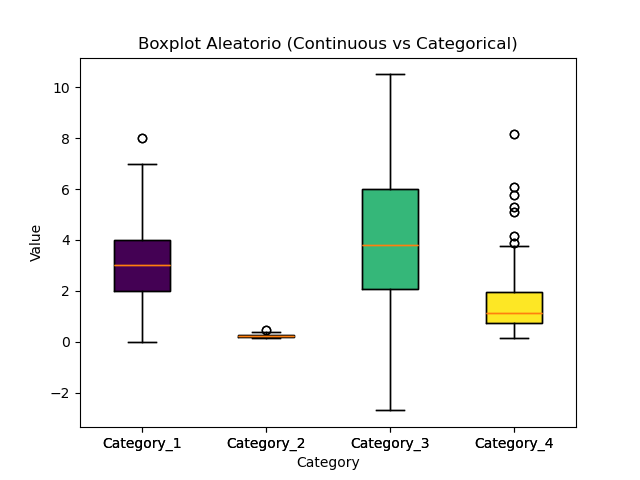 Boxplot Aleatorio (Continuous vs Categorical)
10
8
6
4
2
0
−2
Value
Category_1 Category_2 Category_3 Category_4
Category